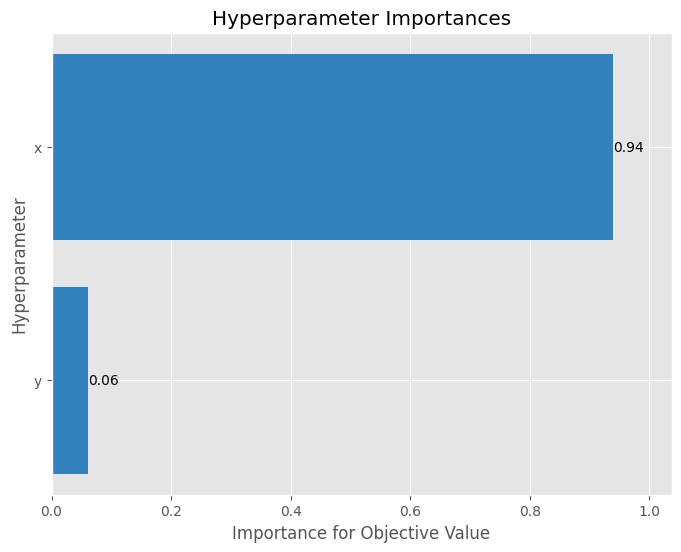 Hyperparameter Importances
Hyperparameter
x
0.94
y
0.06
0.0
0.2
0.4
0.6
0.8
1.0
Importance for Objective Value